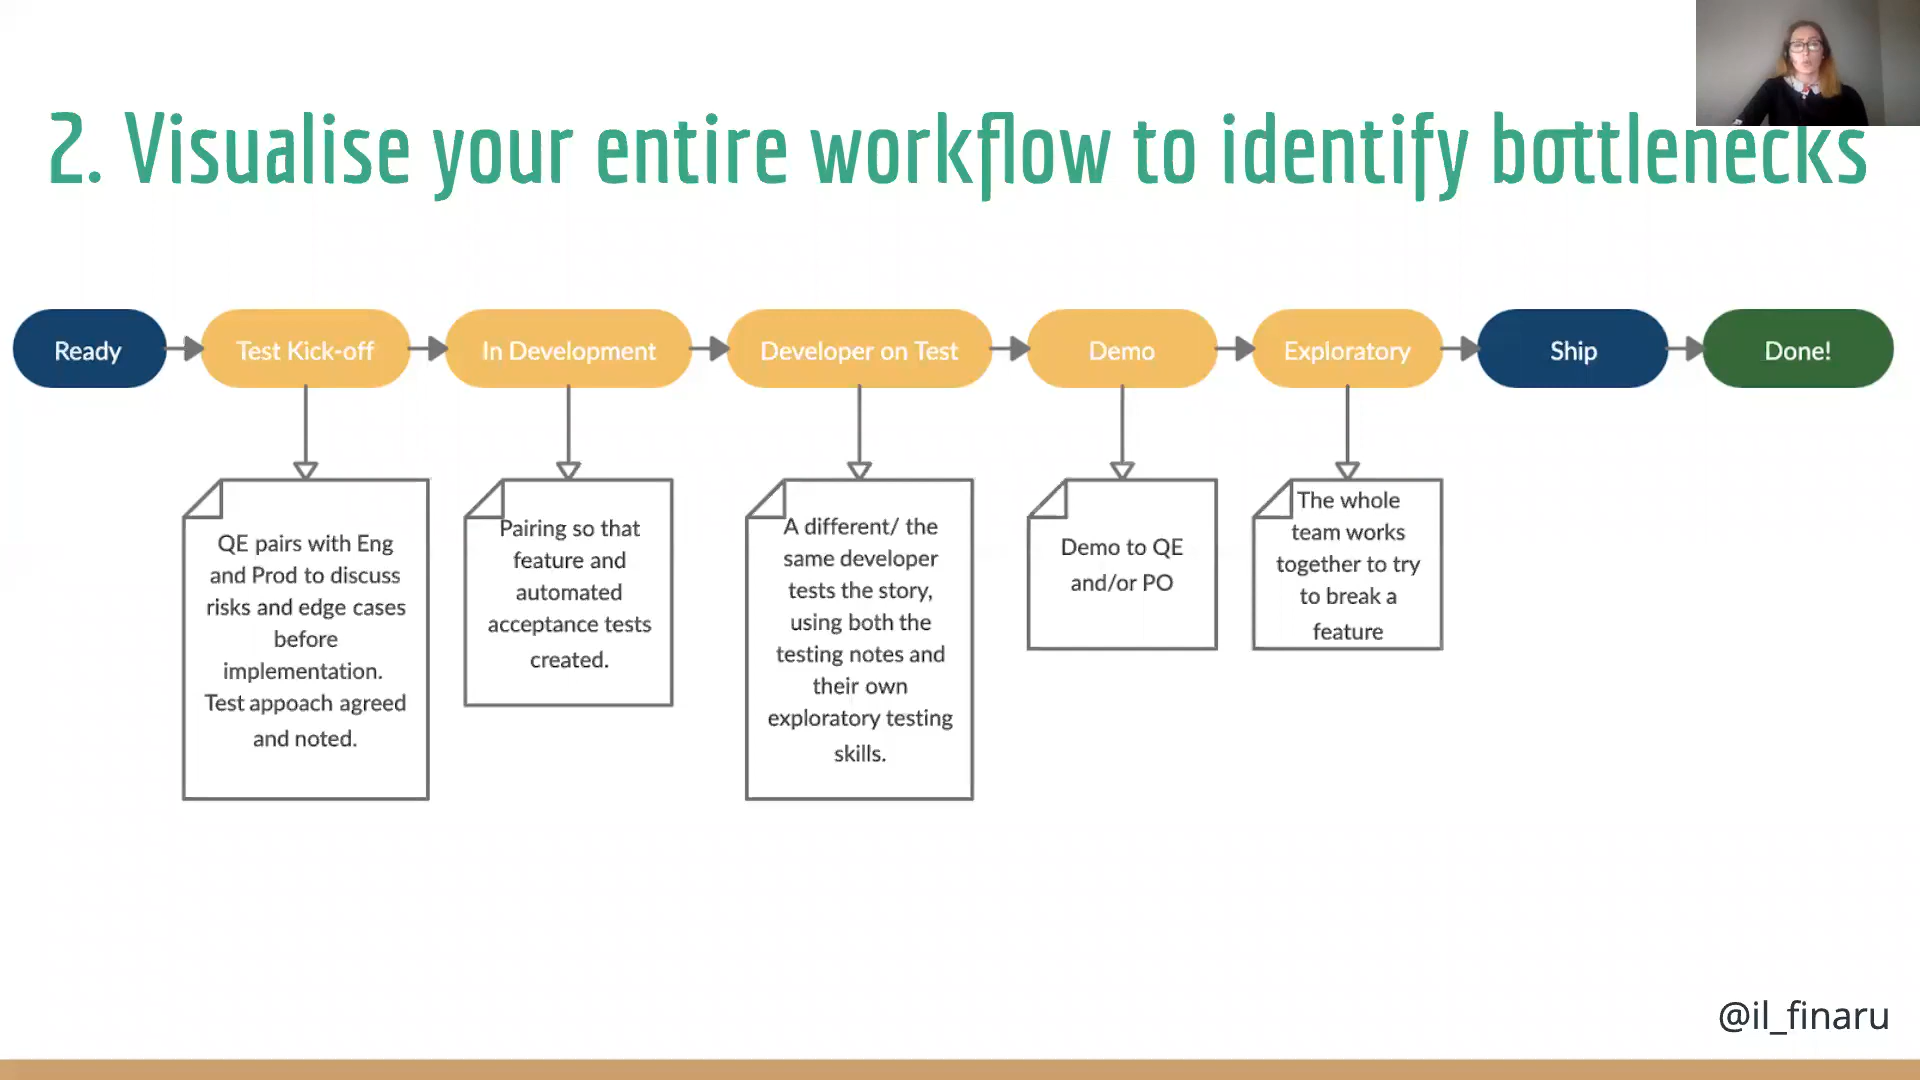 2. Visualise your entire workflow to identify bottlenecks
Ready
Test Kick-off
In Development
Developer on Test
Demo
Exploratory
Ship
Done!
QE pairs with Eng
and Prod to discuss
risks and edge cases
before
implementation.
Test appoach agreed
and noted.
Pairing so that
feature and
automated
acceptance tests
created.
A different/ the
same developer
tests the story,
using both the
testing notes and
their own
exploratory testing
skills.
Demo to QE
and/or PO
The whole
team works
together to try
to break a
feature
@il_finaru